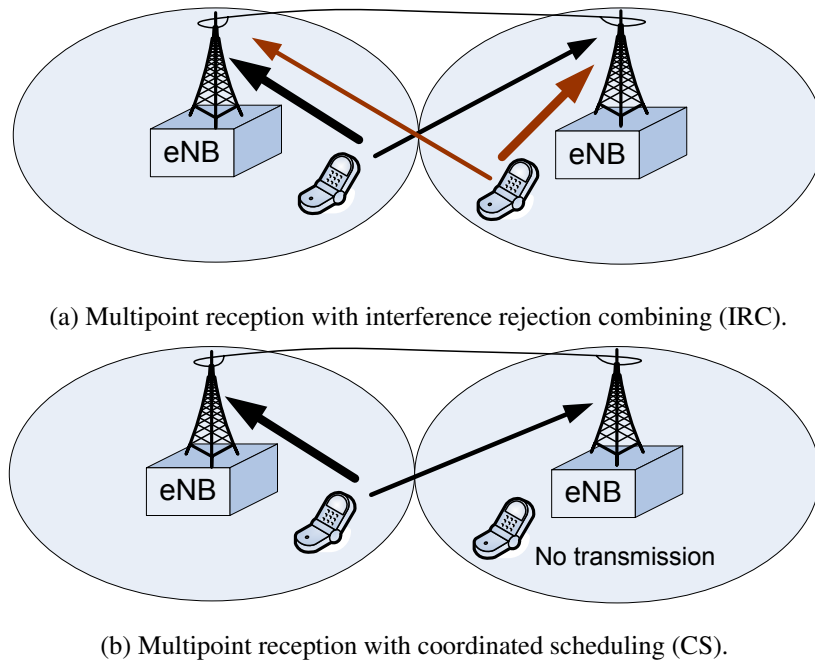 eNB
eNB
(a) Multipoint reception with interference rejection combining (IRC).
eNB
eNB
No transmission
(b) Multipoint reception with coordinated scheduling (CS).